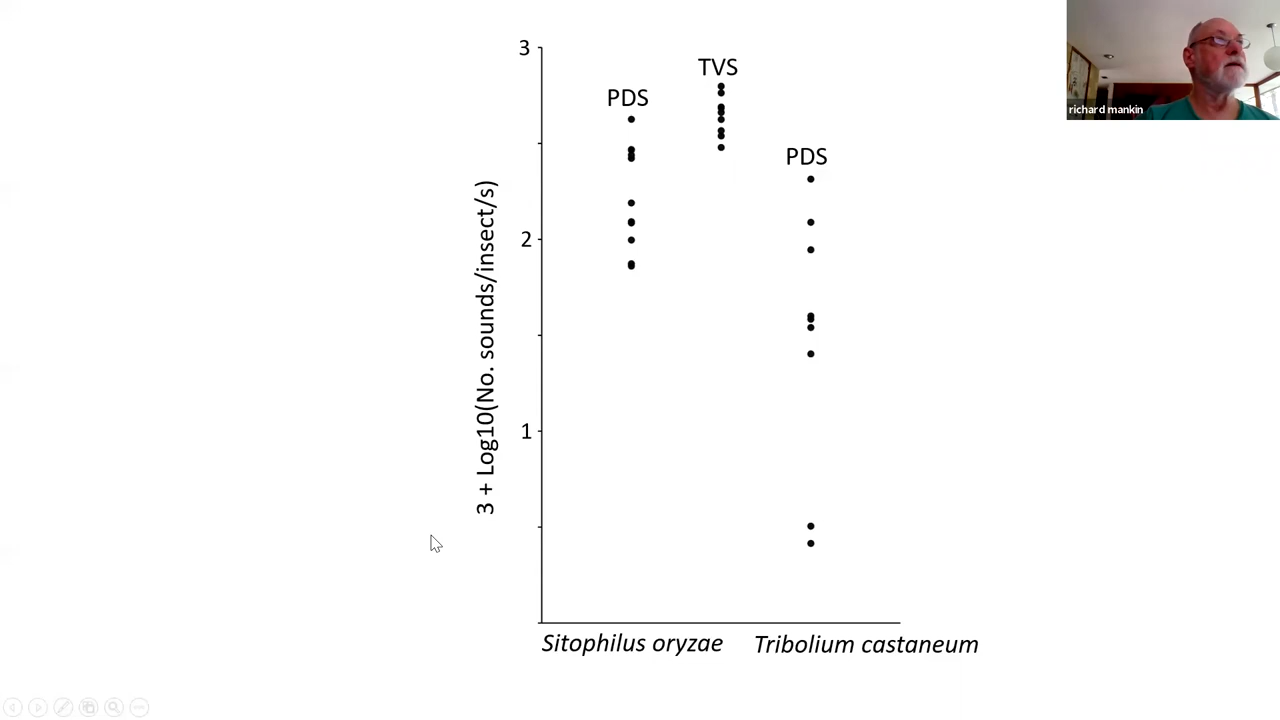 3
TVS
PDS
PDS
2
1
3 + Log10(No. sounds/insect/s)
Sitophilus oryzae
Tribolium castaneum
richard mankin